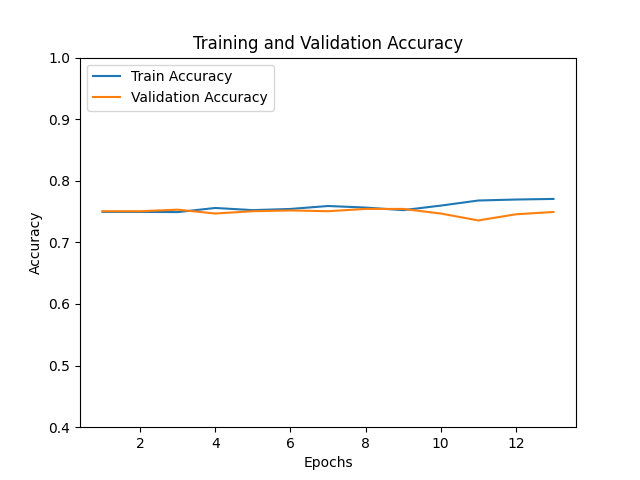 Training and Validation Accuracy
1.0
Train Accuracy
Validation Accuracy
0.9
0.8
0.7
0.6
0.5
0.4
Accuracy
2 4 6 8 10 12
Epochs